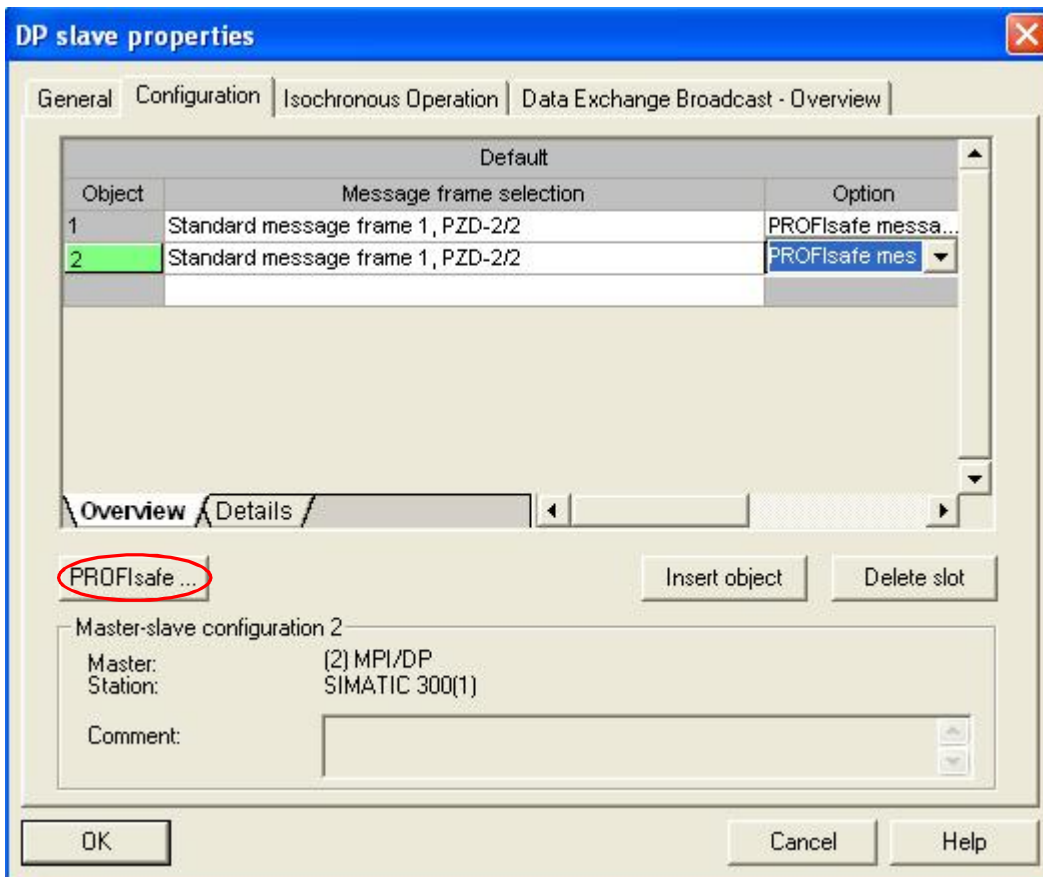 DP slave properties
General Configuration Isochronous Operation Data Exchange Broadcast - Overview
Default
Object Message frame selection Option
1 Standard message frame 1, PZD-2/2 PROFIsafe messa...
2 Standard message frame 1, PZD-2/2 PROFIsafe mes
Overview Details
PROFIsafe ... Insert object Delete slot
Master-slave configuration 2
Master: (2) MPI/DP
Station: SIMATIC 300(1)
Comment:
OK Cancel Help